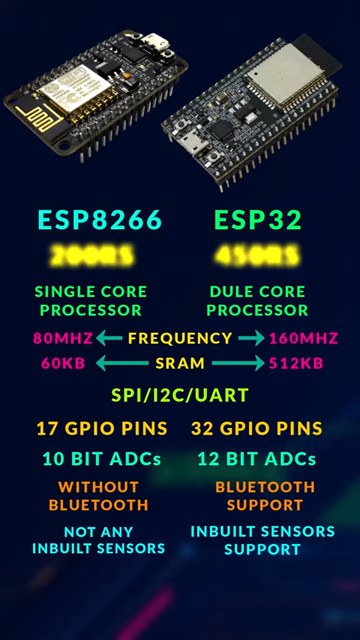 ESP8266 ESP32
200RS 450RS
SINGLE CORE DULE CORE
PROCESSOR PROCESSOR
80MHZ FREQUENCY 160MHZ
60KB SRAM 512KB
SPI/I2C/UART
17 GPIO PINS 32 GPIO PINS
10 BIT ADCs 12 BIT ADCs
WITHOUT BLUETOOTH
BLUETOOTH SUPPORT
NOT ANY INBUILT SENSORS
INBUILT SENSORS SUPPORT